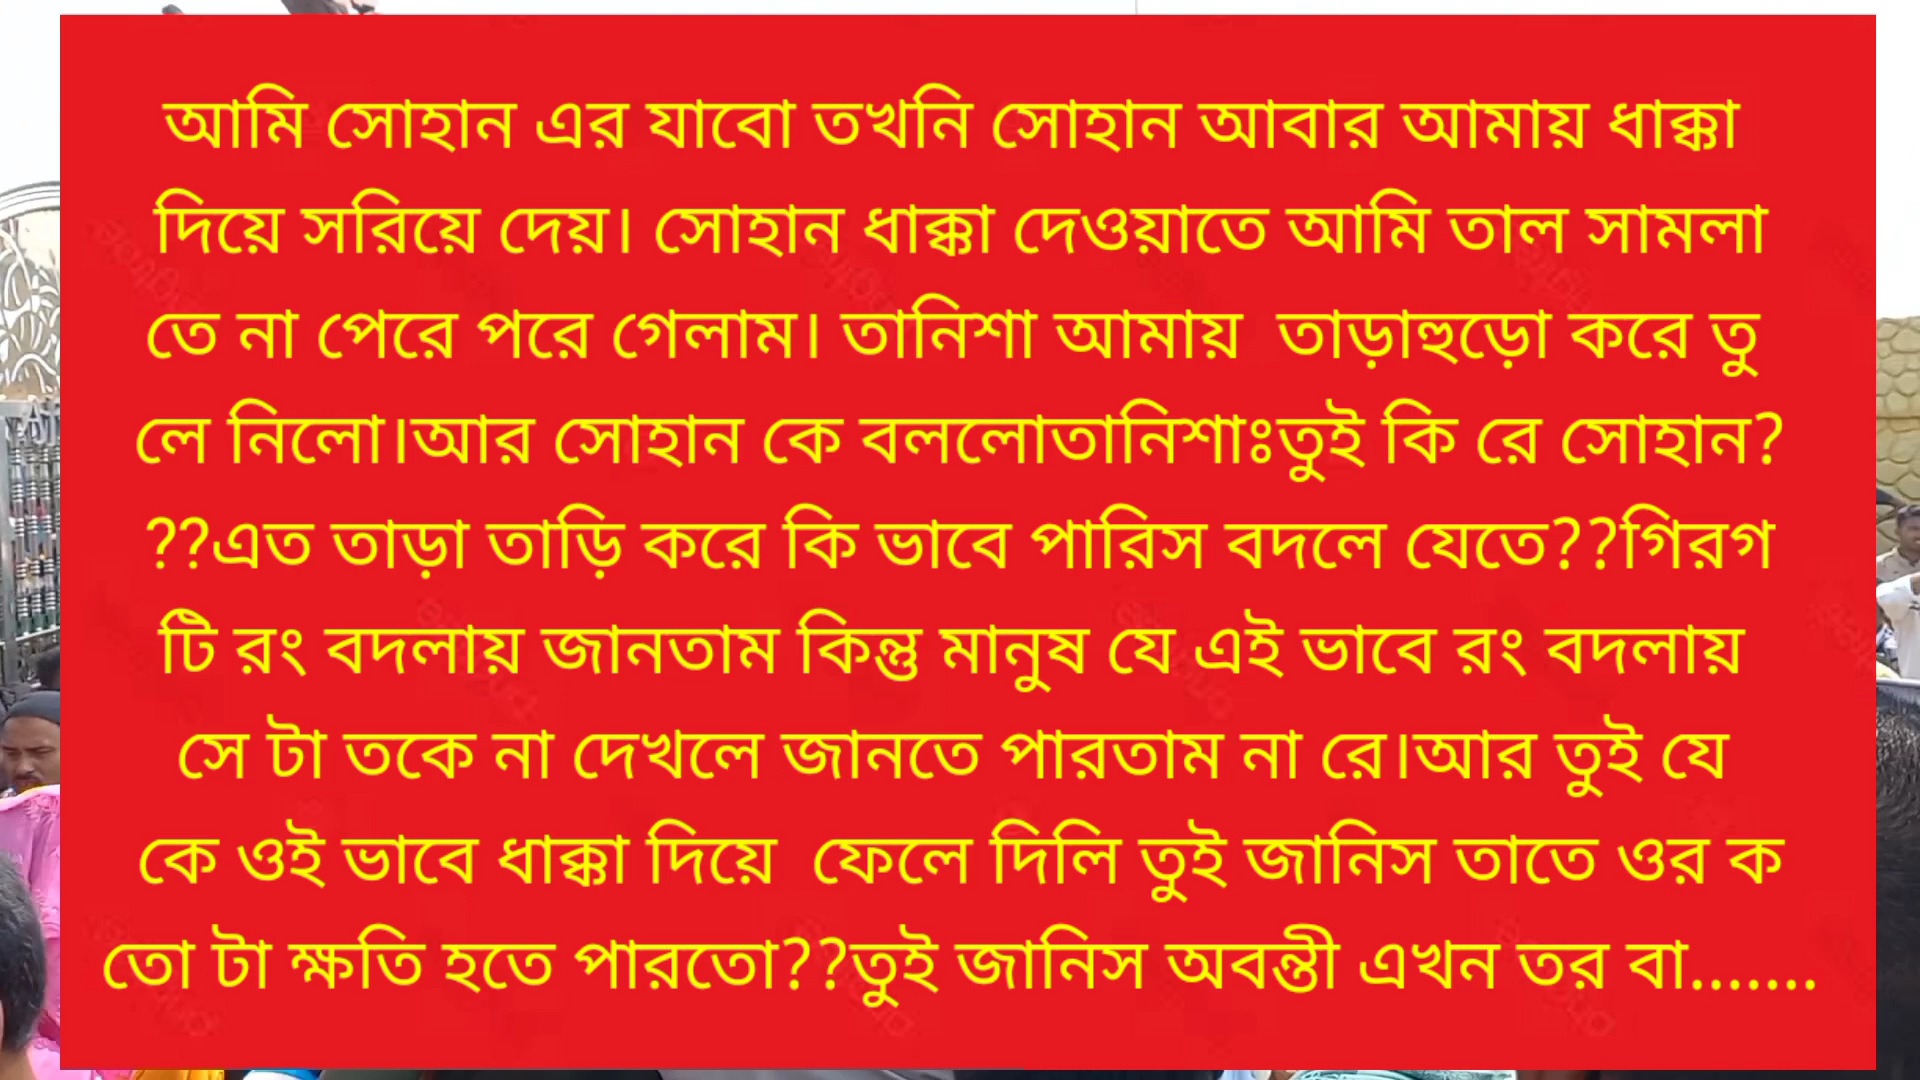 আমি সোহান এর যাবো তখনি সোহান আবার আমায় ধাক্কা
দিয়ে সরিয়ে দেয়। সোহান ধাক্কা দেওয়াতে আমি তাল সামলা
তে না পেরে পরে গেলাম। তানিশা আমায়  তাড়াহুড়ো করে তু
লে নিলো।আর সোহান কে বললোতানিশাঃতুই কি রে সোহান?
??এত তাড়া তাড়ি করে কি ভাবে পারিস বদলে যেতে??গিরগ
টি রং বদলায় জানতাম কিন্তু মানুষ যে এই ভাবে রং বদলায়
সে টা তকে না দেখলে জানতে পারতাম না রে।আর তুই যে
কে ওই ভাবে ধাক্কা দিয়ে  ফেলে দিলি তুই জানিস তাতে ওর ক
তো টা ক্ষতি হতে পারতো??তুই জানিস অবন্তী এখন তর বা.......